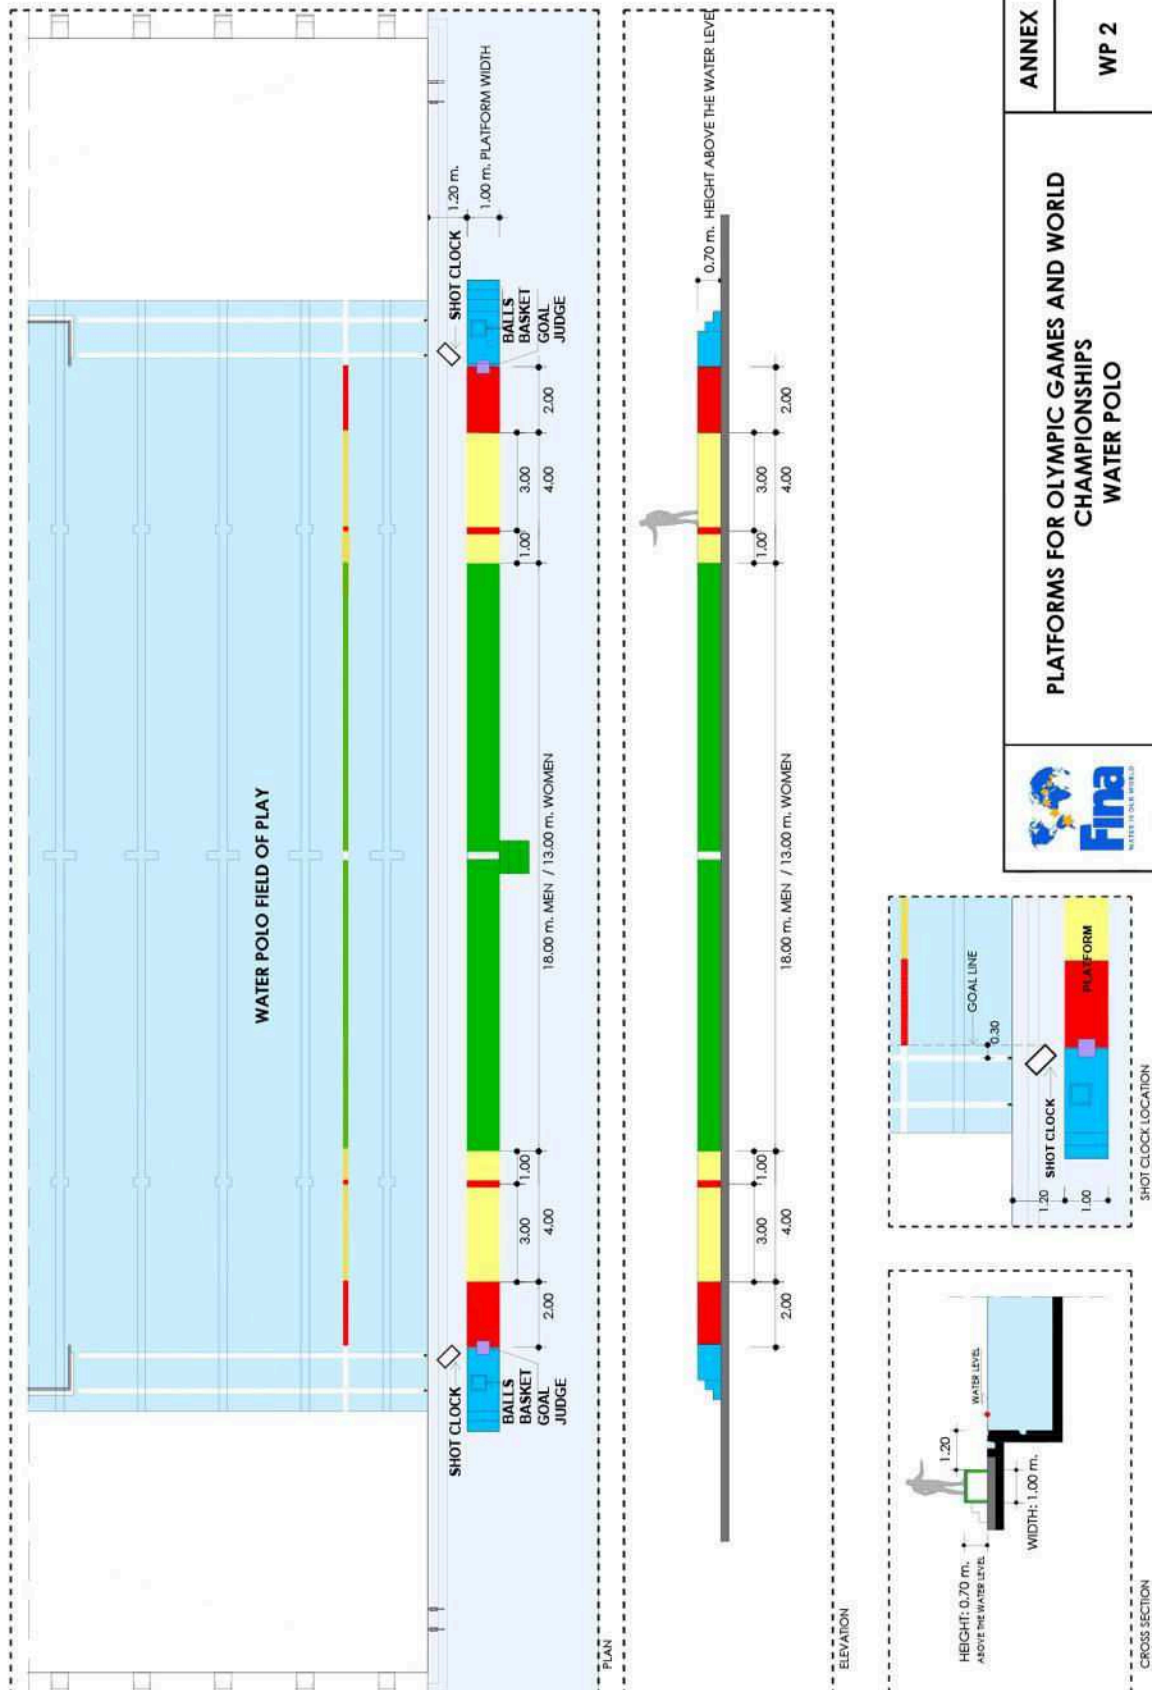 WATER POLO FIELD OF PLAY
SHOT CLOCK
BALLS
BASKET
GOAL
JUDGE
2.00
3.00
4.00
1.00
18.00 m. MEN / 13.00 m. WOMEN
1.00
3.00
4.00
2.00
SHOT CLOCK
BALLS
BASKET
GOAL
JUDGE
1.20 m.
1.00 m. PLATFORM WIDTH
PLAN
2.00
3.00
4.00
1.00
18.00 m. MEN / 13.00 m. WOMEN
1.00
3.00
4.00
2.00
0.70 m. HEIGHT ABOVE THE WATER LEVEL
ELEVATION
HEIGHT: 0.70 m.
ABOVE THE WATER LEVEL
1.20
WATER LEVEL
WIDTH: 1.00 m.
CROSS SECTION
1.20
1.00
SHOT CLOCK
GOAL LINE
0.30
PLATFORM
SHOT CLOCK LOCATION
fina
WATER IS OUR WORLD
PLATFORMS FOR OLYMPIC GAMES AND WORLD
CHAMPIONSHIPS
WATER POLO
ANNEX
WP 2